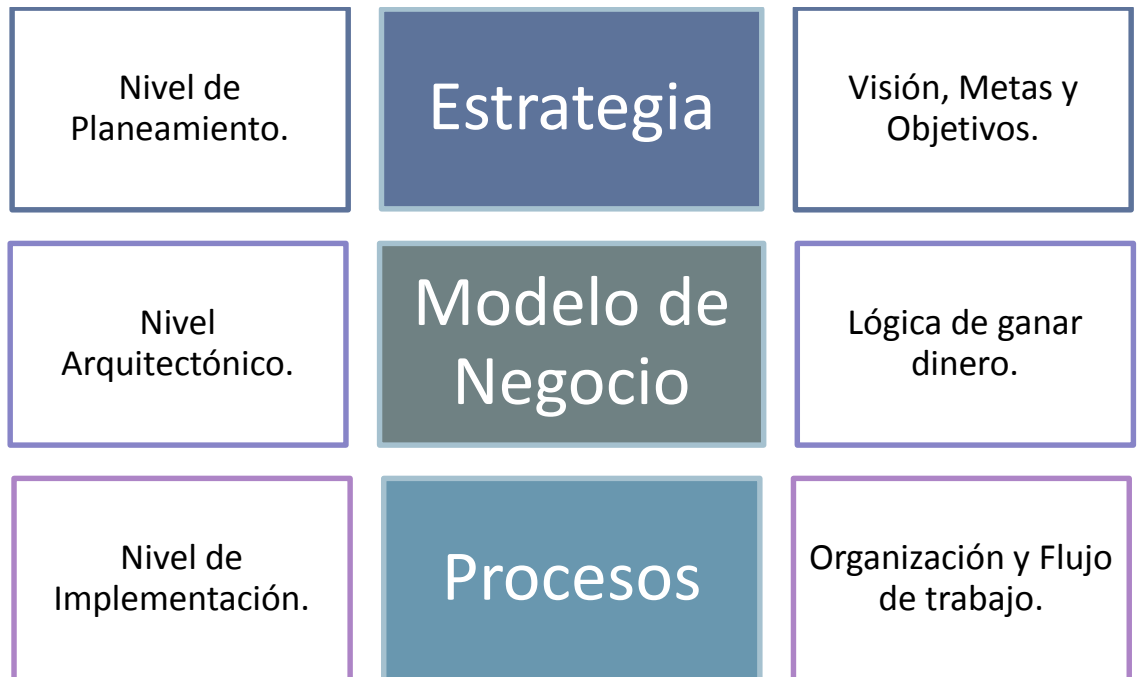 Nivel de
Planeamiento.
Estrategia
Visión, Metas y
Objetivos.
Nivel
Arquitectónico.
Modelo de
Negocio
Lógica de ganar
dinero.
Nivel de
Implementación.
Procesos
Organización y Flujo
de trabajo.